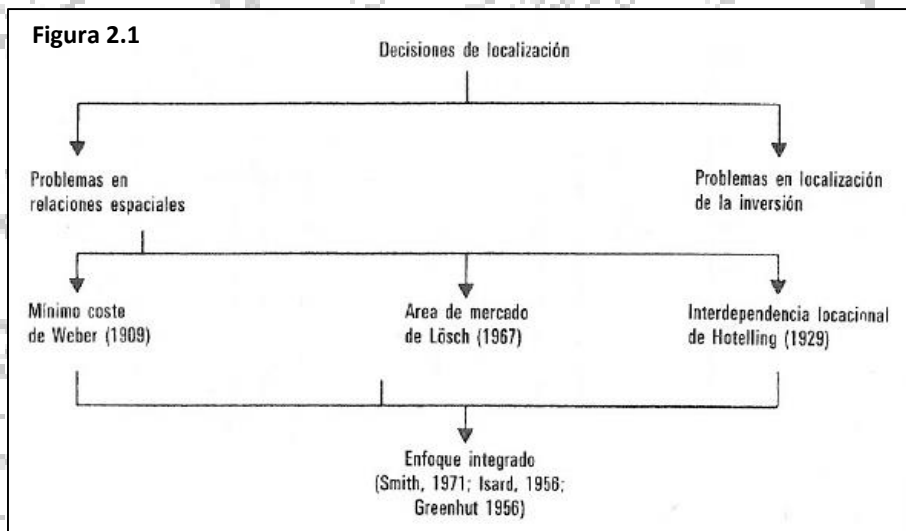 Figura 2.1
Decisiones de localización
Problemas en
relaciones espaciales
Problemas en localización
de la inversión
Mínimo coste
de Weber (1909)
Area de mercado
de Lösch (1967)
Interdependencia locacional
de Hotelling (1929)
Enfoque integrado
(Smith, 1971; Isard, 1956;
Greenhut 1956)